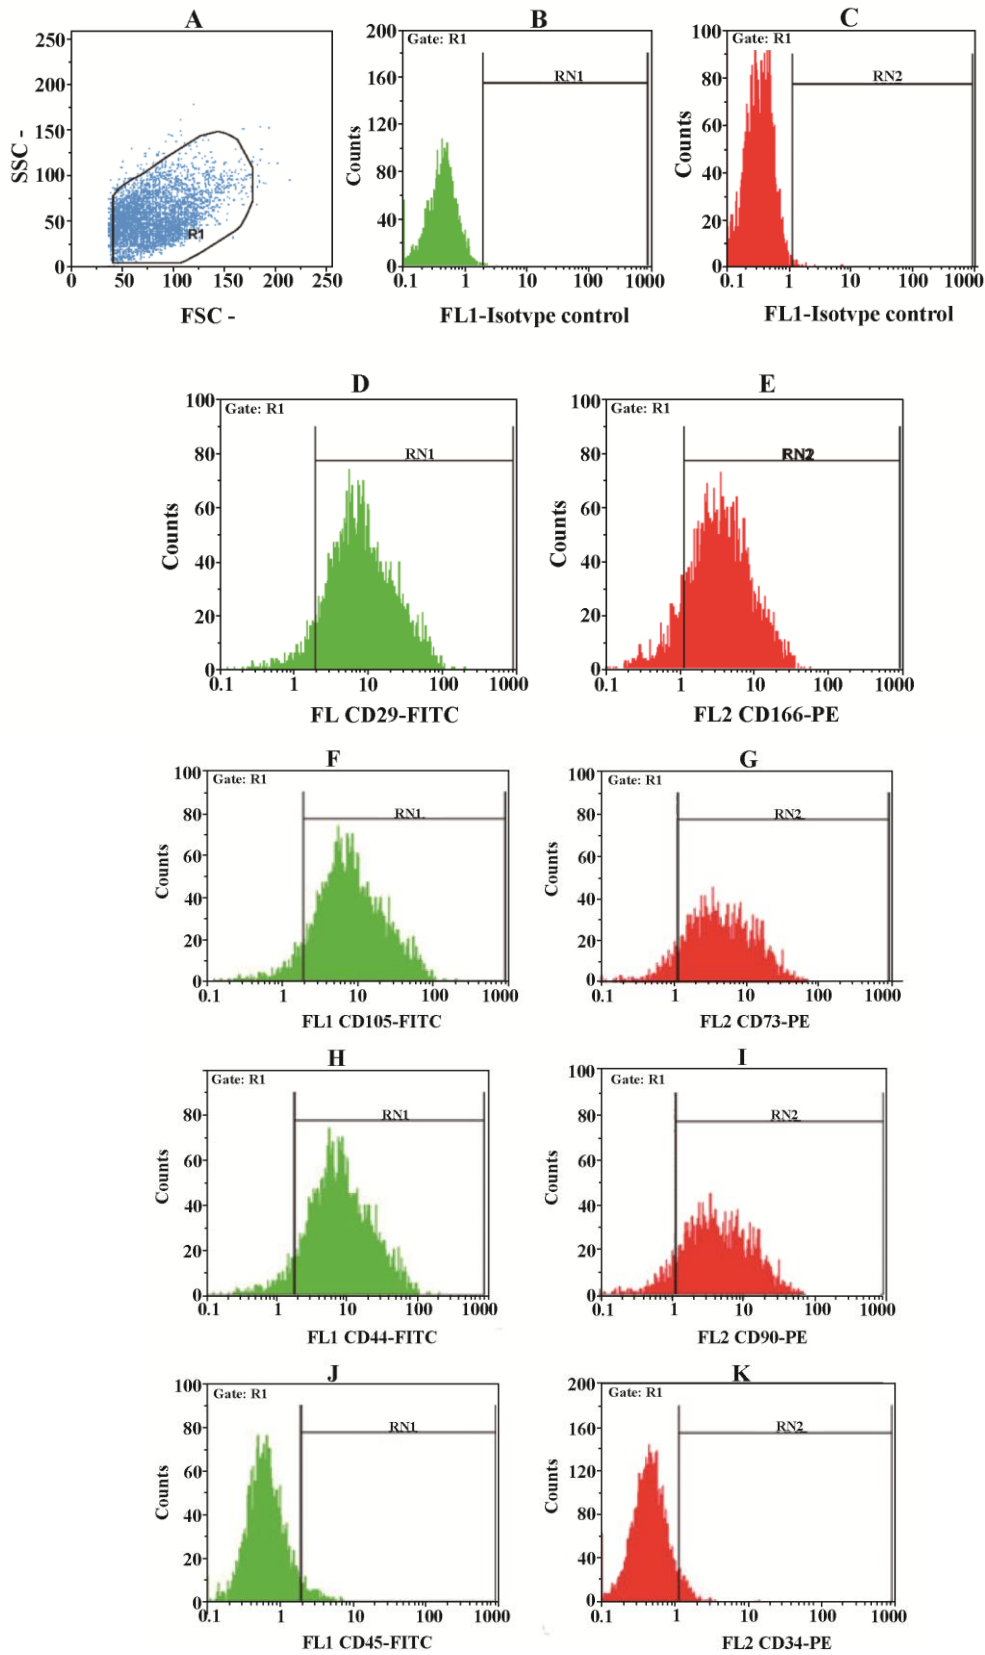 A
250
200
150
100
50
0
SSC -
R1
0 50 100 150 200 250
FSC -
B
Gate: R1
200
160
120
80
40
0
Counts
RN1
0.1 1 10 100 1000
FL1-Isotvpe control
C
Gate: R1
100
80
60
40
20
0
Counts
RN2
0.1 1 10 100 1000
FL1-Isotvpe control
D
Gate: R1
100
80
60
40
20
0
Counts
RN1
0.1 1 10 100 1000
FL CD29-FITC
E
Gate: R1
100
80
60
40
20
0
Counts
RN2
0.1 1 10 100 1000
FL2 CD166-PE
F
Gate: R1
100
80
60
40
20
0
Counts
RN1
0.1 1 10 100 1000
FL1 CD105-FITC
G
Gate: R1
100
80
60
40
20
0
Counts
RN2
0.1 1 10 100 1000
FL2 CD73-PE
H
Gate: R1
80
60
40
20
0
Counts
RN1
0.1 1 10 100 1000
FL1 CD44-FITC
I
Gate: R1
100
80
60
40
20
0
Counts
RN2
0.1 1 10 100 1000
FL2 CD90-PE
J
Gate: R1
100
80
60
40
20
0
Counts
RN1
0.1 1 10 100 1000
FL1 CD45-FITC
K
Gate: R1
200
160
120
80
40
0
Counts
RN2
0.1 1 10 100 1000
FL2 CD34-PE